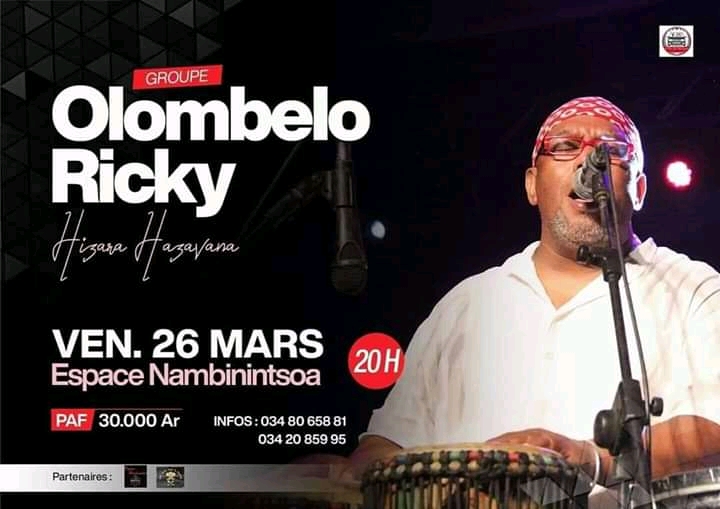 GROUPE
Olombelo
Ricky
Hizara Hazavana
VEN. 26 MARS
Espace Nambinintsoa
20H
PAF 30.000 Ar
INFOS : 034 80 658 81
034 20 859 95
Partenaires :